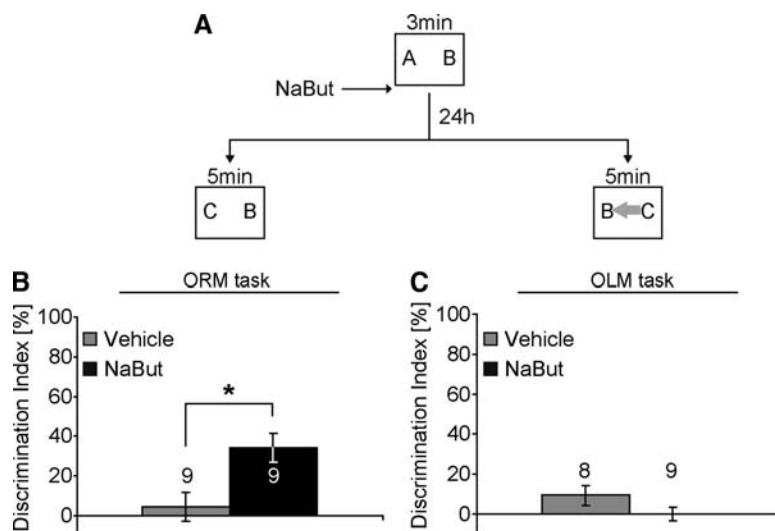 A
3min
A B
NaBut
24h
5min
C B
5min
B C
B
ORM task
Discrimination Index [%]
100
80
60
40
20
0
Vehicle
NaBut
*
9
9
C
OLM task
Discrimination Index [%]
100
80
60
40
20
0
Vehicle
NaBut
8
9